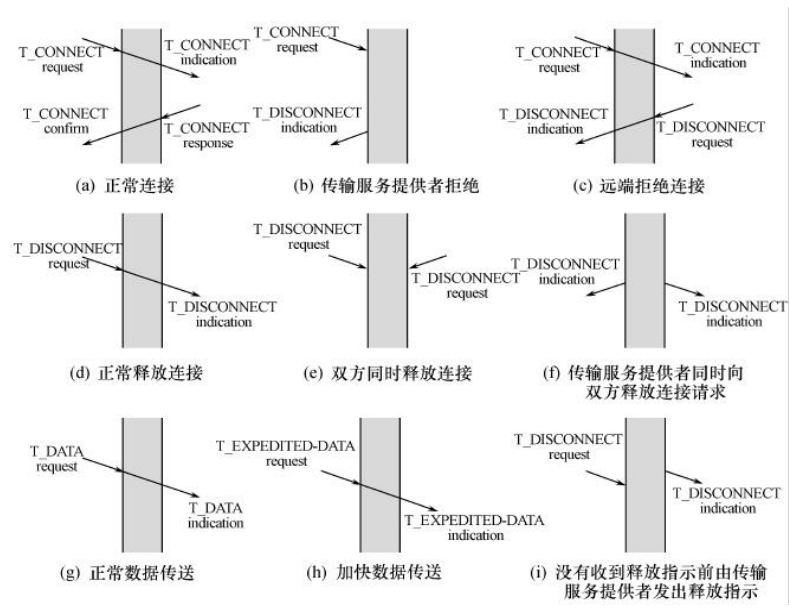 T_CONNECT
request
T_CONNECT
indication
T_CONNECT
confirm
T_CONNECT
response
(a) 正常连接
T_CONNECT
request
T_DISCONNECT
indication
(b) 传输服务提供者拒绝
T_CONNECT
request
T_CONNECT
indication
T_DISCONNECT
indication
T_DISCONNECT
request
(c) 远端拒绝连接
T_DISCONNECT
request
T_DISCONNECT
indication
(d) 正常释放连接
T_DISCONNECT
request
T_DISCONNECT
request
(e) 双方同时释放连接
T_DISCONNECT
indication
T_DISCONNECT
indication
(f) 传输服务提供者同时向
双方释放连接请求
T_DATA
request
T_DATA
indication
(g) 正常数据传送
T_EXPEDITED-DATA
request
T_EXPEDITED-DATA
indication
(h) 加快数据传送
T_DISCONNECT
request
T_DISCONNECT
indication
(i) 没有收到释放指示前由传输
服务提供者发出释放指示